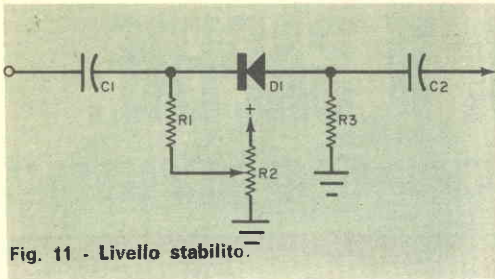 C1
D1
C2
R1
R3
+
R2
Fig. 11 - Livello stabilito.